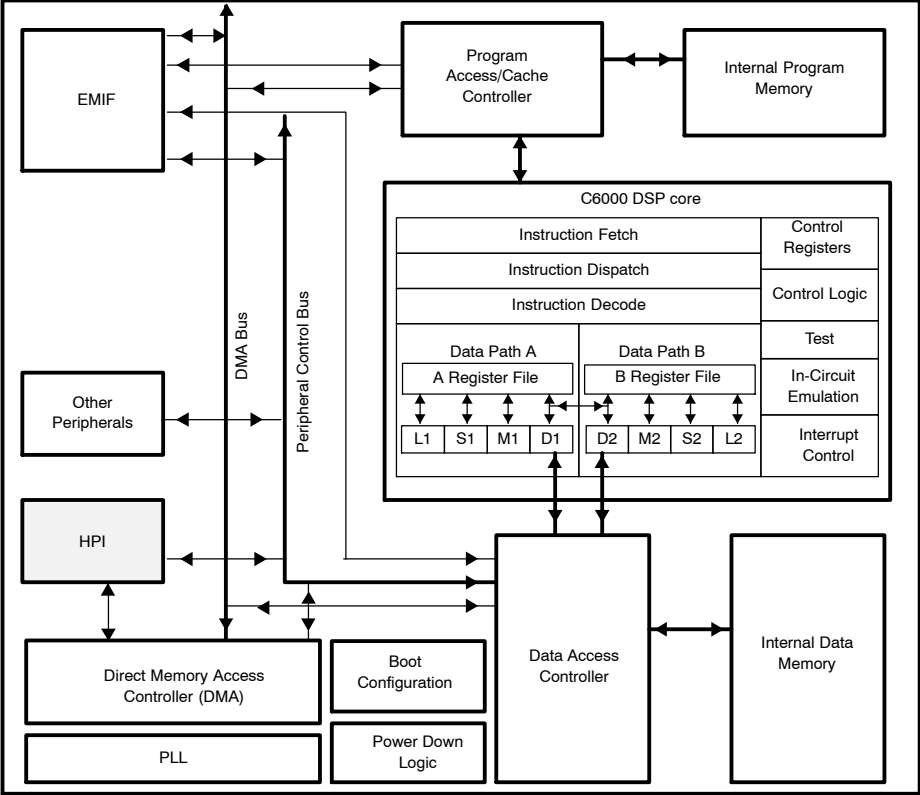 EMIF
Program
Access/Cache
Controller
Internal Program
Memory
C6000 DSP core
Instruction Fetch
Instruction Dispatch
Instruction Decode
Control
Registers
Control Logic
Test
In-Circuit
Emulation
Interrupt
Control
Data Path A
A Register File
L1 S1 M1 D1
Data Path B
B Register File
D2 M2 S2 L2
DMA Bus
Peripheral Control Bus
Other
Peripherals
HPI
Direct Memory Access
Controller (DMA)
PLL
Boot
Configuration
Power Down
Logic
Data Access
Controller
Internal Data
Memory